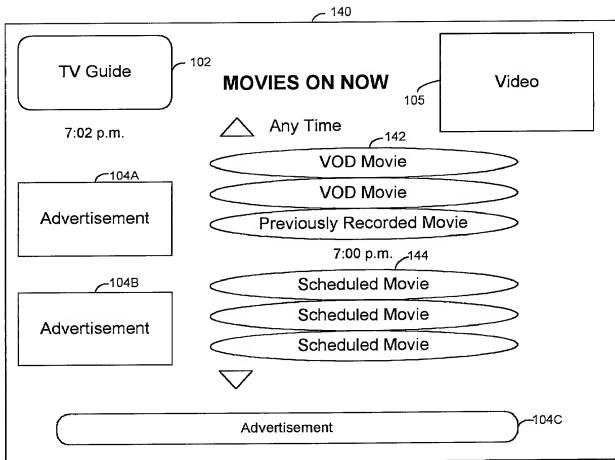 140
TV Guide
102
MOVIES ON NOW
105
Video
7:02 p.m.
Any Time
142
VOD Movie
104A
VOD Movie
Advertisement
Previously Recorded Movie
7:00 p.m.
144
104B
Scheduled Movie
Advertisement
Scheduled Movie
Scheduled Movie
Advertisement
104C